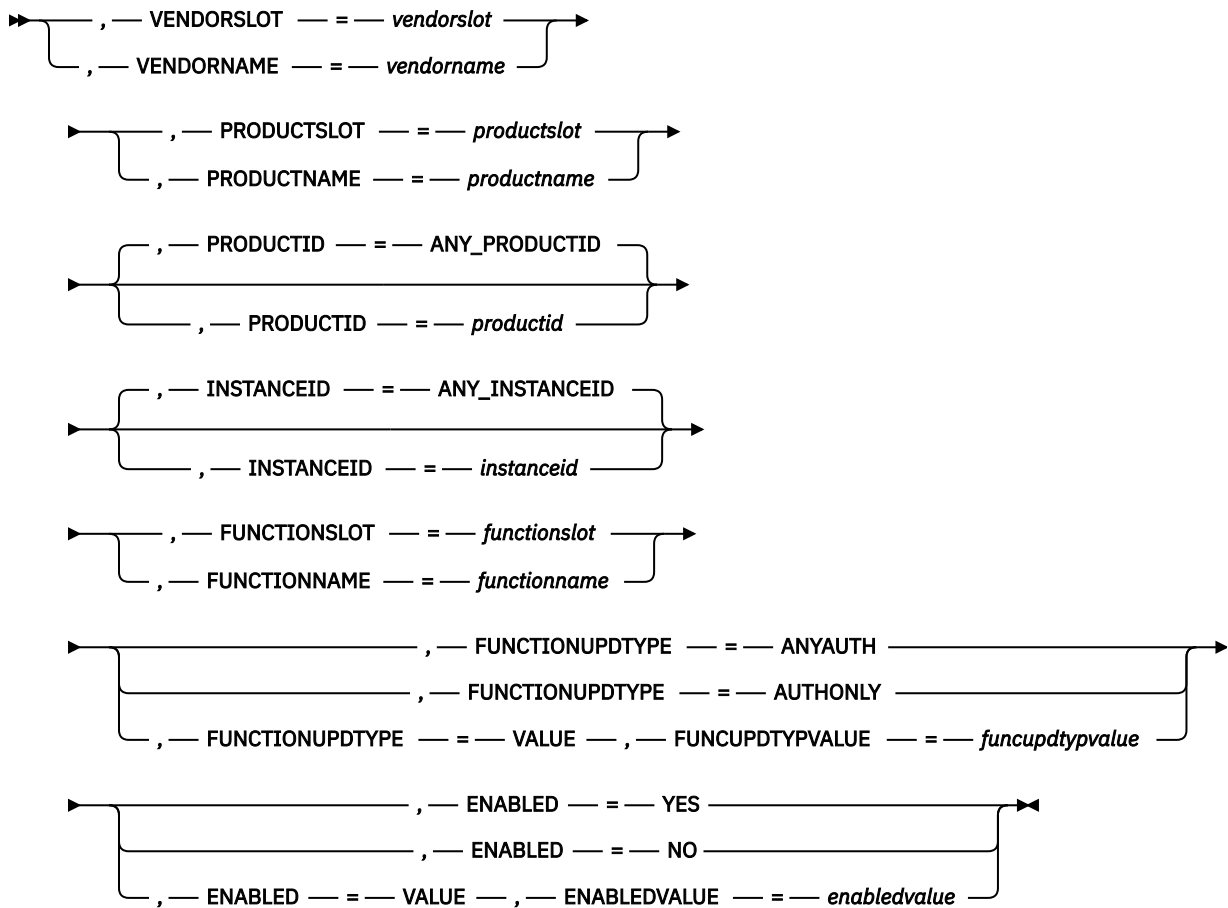 , VENDORSLOT = vendorslot
, VENDORNAME = vendorname
, PRODUCTSLOT = productslot
, PRODUCTNAME = productname
, PRODUCTID = ANY_PRODUCTID
, PRODUCTID = productid
, INSTANCEID = ANY_INSTANCEID
, INSTANCEID = instanceid
, FUNCTIONSLOT = functionslot
, FUNCTIONNAME = functionname
, FUNCTIONUPDTYPE = ANYAUTH
, FUNCTIONUPDTYPE = AUTHONLY
, FUNCTIONUPDTYPE = VALUE , FUNCUPDTYPVALUE = funcupdtypvalue
, ENABLED = YES
, ENABLED = NO
, ENABLED = VALUE , ENABLEDVALUE = enabledvalue